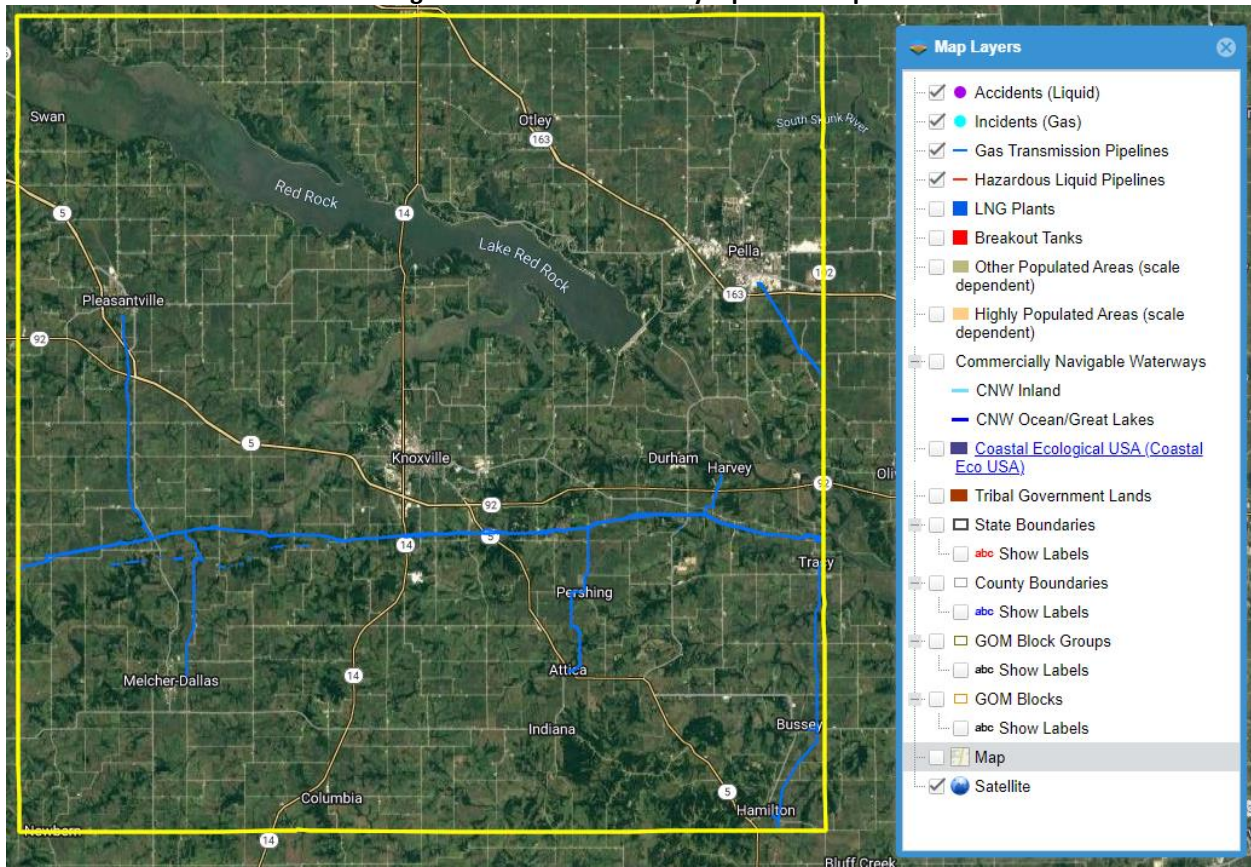 Swan
Otley
163
South Skunk
River
5
Red Rock
14
Lake Red Rock
Pella
163
Pleasantville
92
5
Knoxville
Durham
Harvey
92
92
5
14
Tracy
Pershing
Attica
14
Melcher-Dallas
Indiana
Bussey
5
Columbia
Hamilton
Newbern
14
Bluff Creek
Map Layers
Accidents (Liquid)
Incidents (Gas)
Gas Transmission Pipelines
Hazardous Liquid Pipelines
LNG Plants
Breakout Tanks
Other Populated Areas (scale
dependent)
Highly Populated Areas (scale
dependent)
Commercially Navigable Waterways
CNW Inland
CNW Ocean/Great Lakes
Coastal Ecological USA (Coastal
Eco USA)
Tribal Government Lands
State Boundaries
abc Show Labels
County Boundaries
abc Show Labels
GOM Block Groups
abc Show Labels
GOM Blocks
abc Show Labels
Map
Satellite